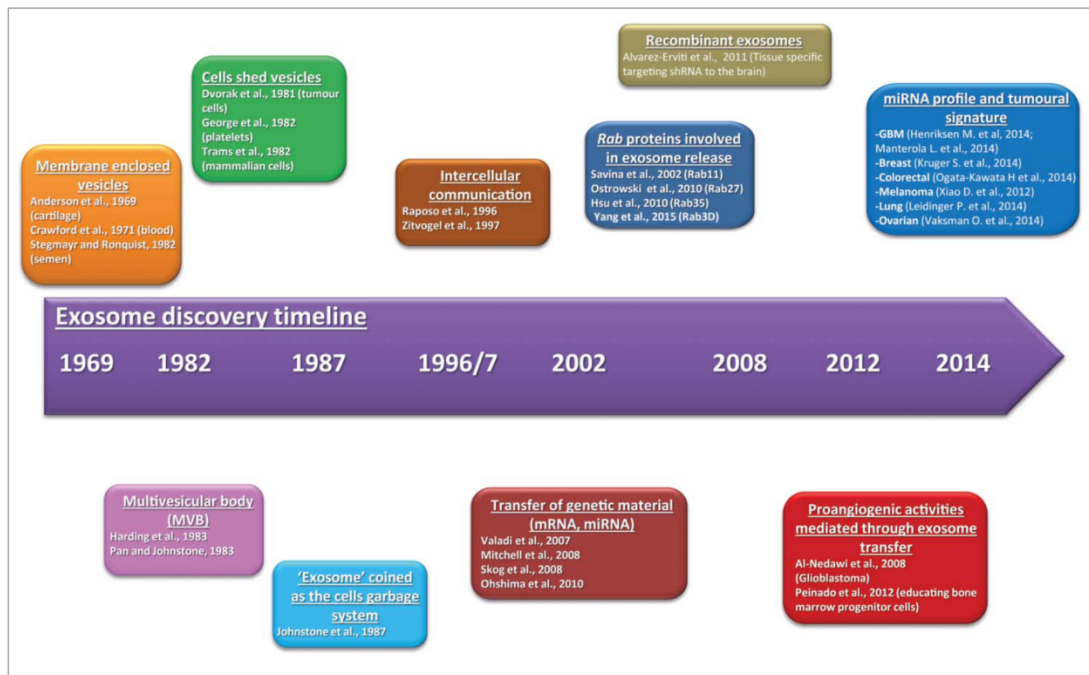 Membrane enclosed
vesicles
Anderson et al., 1969
(cartilage)
Crawford et al., 1971 (blood)
Stegmayr and Ronquist, 1982
(semen)
Cells shed vesicles
Dvorak et al., 1981 (tumour
cells)
George et al., 1982
(platelets)
Trams et al., 1982
(mammalian cells)
Intercellular
communication
Raposo et al., 1996
Zitvogel et al., 1997
Recombinant exosomes
Alvarez-Erviti et al., 2011 (Tissue specific
targeting shRNA to the brain)
Rab proteins involved
in exosome release
Savina et al., 2002 (Rab11)
Ostrowski et al., 2010 (Rab27)
Hsu et al., 2010 (Rab35)
Yang et al., 2015 (Rab3D)
miRNA profile and tumoural
signature
-GBM (Henriksen M. et al, 2014;
Manterola L. et al., 2014)
-Breast (Kruger S. et al., 2014)
-Colorectal (Ogata-Kawata H et al., 2014)
-Melanoma (Xiao D. et al., 2012)
-Lung (Leidinger P. et al., 2014)
-Ovarian (Vaksman O. et al., 2014)
Exosome discovery timeline
1969 1982 1987 1996/7 2002 2008 2012 2014
Multivesicular body
(MVB)
Harding et al., 1983
Pan and Johnstone, 1983
'Exosome' coined
as the cells garbage
system
Johnstone et al., 1987
Transfer of genetic material
(mRNA, miRNA)
Valadi et al., 2007
Mitchell et al., 2008
Skog et al., 2008
Ohshima et al., 2010
Proangiogenic activities
mediated through exosome
transfer
Al-Nedawi et al., 2008
(Glioblastoma)
Peinado et al., 2012 (educating bone
marrow progenitor cells)